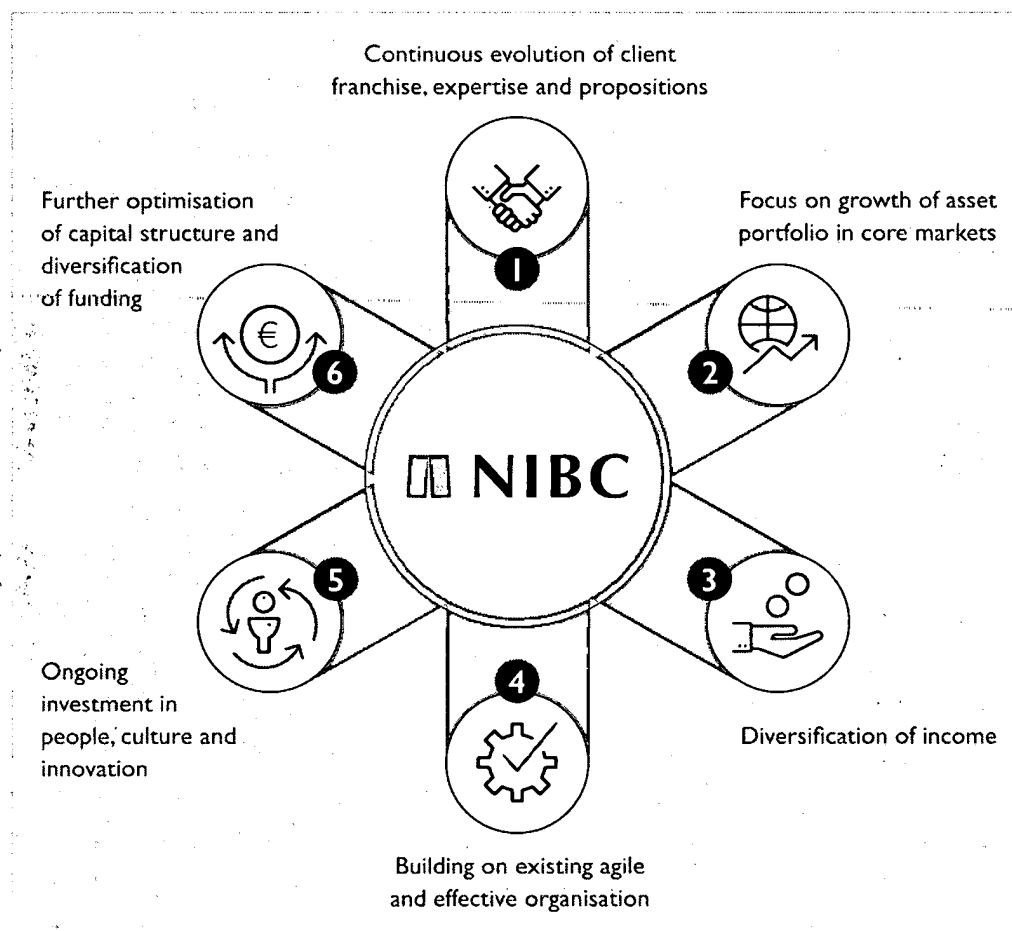 Continuous evolution of client
franchise, expertise and propositions
1
Focus on growth of asset
portfolio in core markets
2
3
Diversification of income
4
Building on existing agile
and effective organisation
5
Ongoing
investment in
people, culture and
innovation
Further optimisation
of capital structure and
diversification
of funding
€
6
NIBC